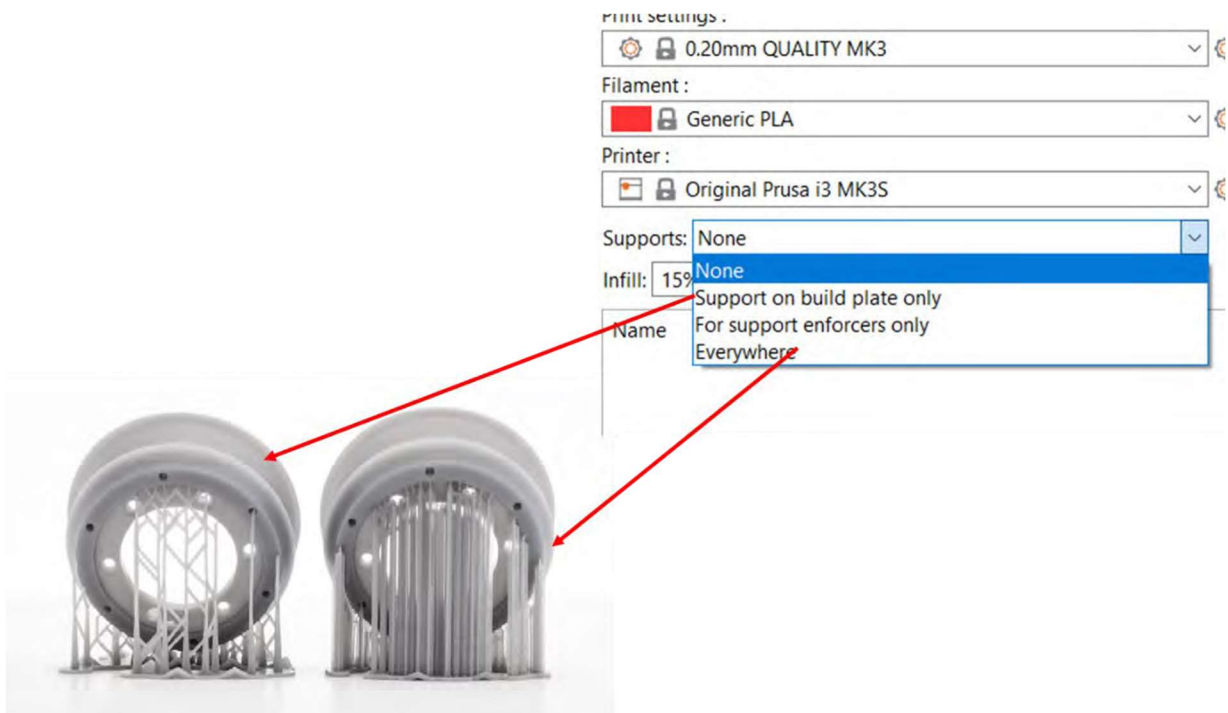 Print settings :
0.20mm QUALITY MK3
Filament :
Generic PLA
Printer :
Original Prusa i3 MK3S
Supports: None
None
Infill: 15%
Support on build plate only
For support enforcers only
Name
Everywhere